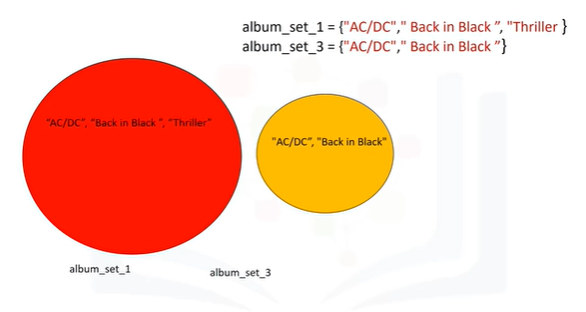 album_set_1 = {"AC/DC"," Back in Black ”, "Thriller }
album_set_3 = {"AC/DC"," Back in Black ”}
“AC/DC”, “Back in Black ”, “Thriller”
“AC/DC”, “Back in Black”
album_set_1
album_set_3